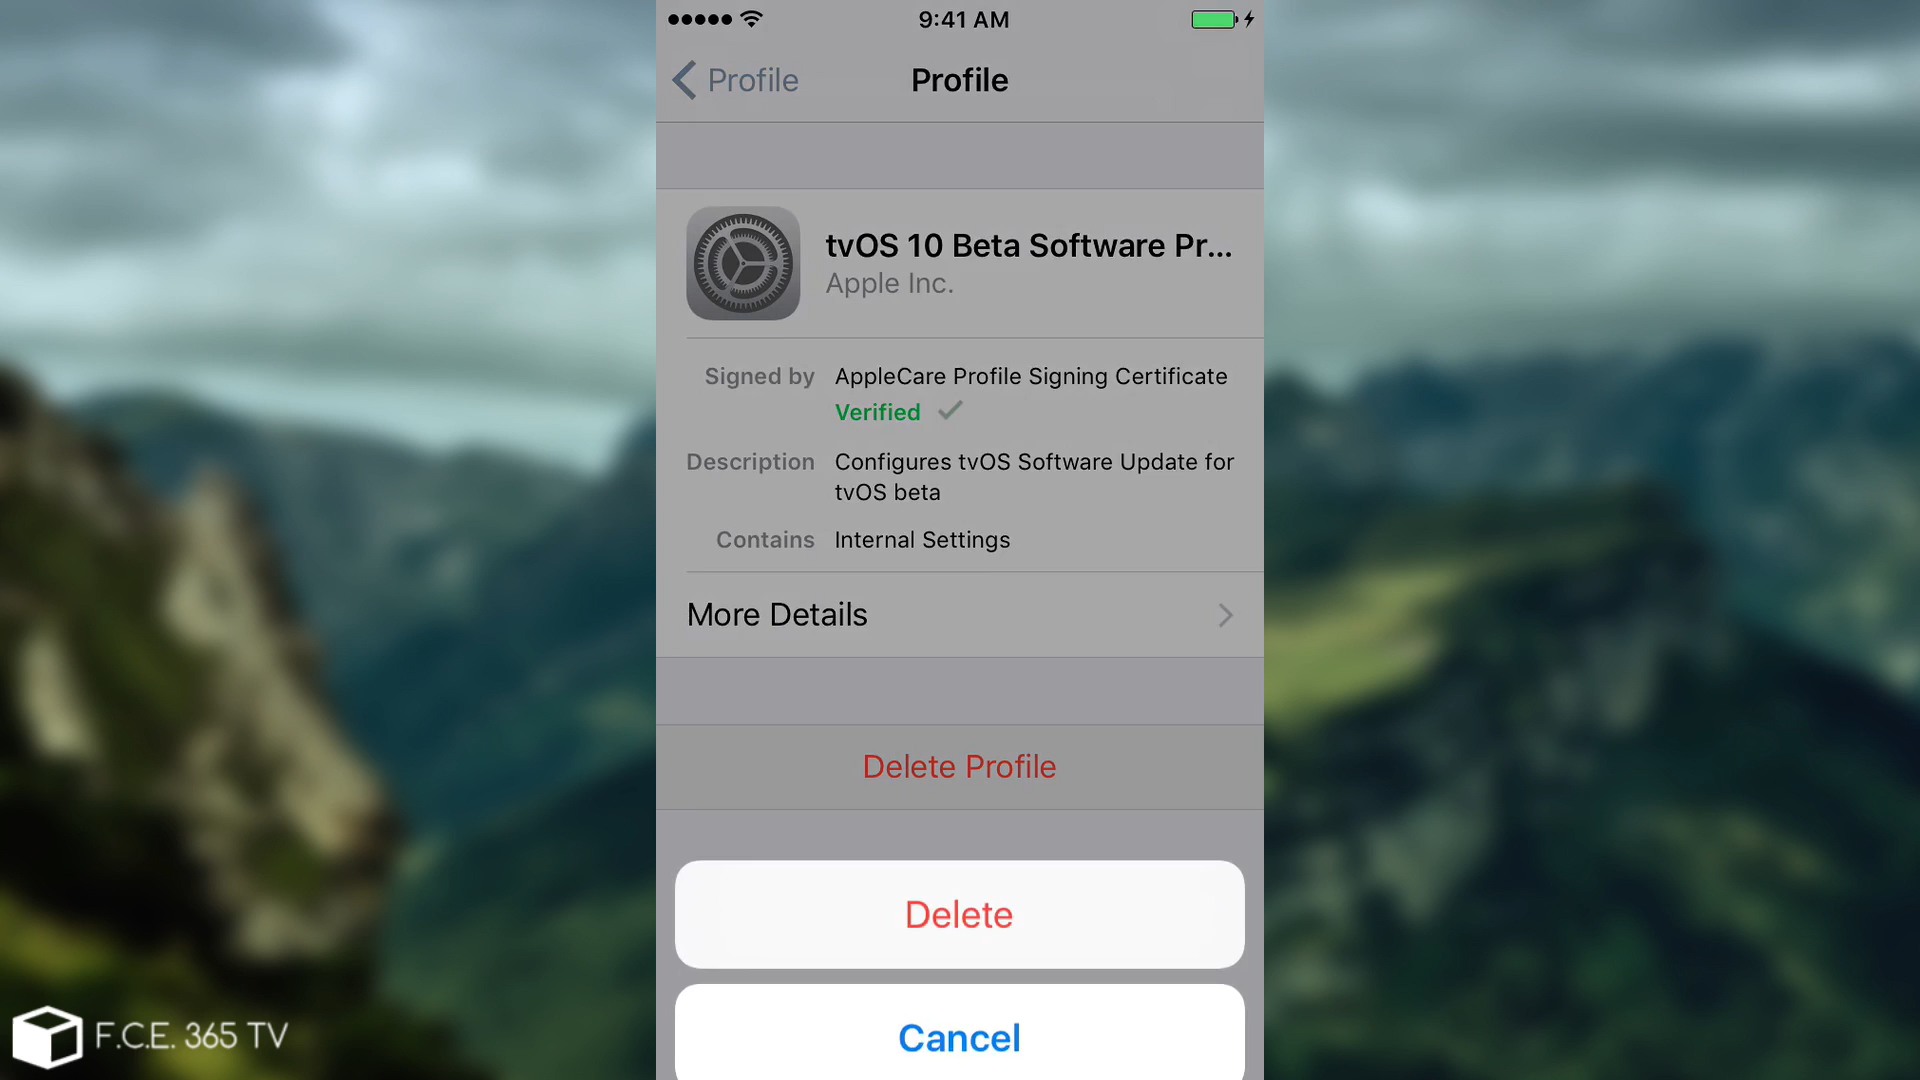 9:41 AM
Profile
Profile
tvOS 10 Beta Software Pr...
Apple Inc.
Signed by AppleCare Profile Signing Certificate
Verified
Description Configures tvOS Software Update for
tvOS beta
Contains Internal Settings
More Details
Delete Profile
Delete
Cancel
F.C.E. 365 TV